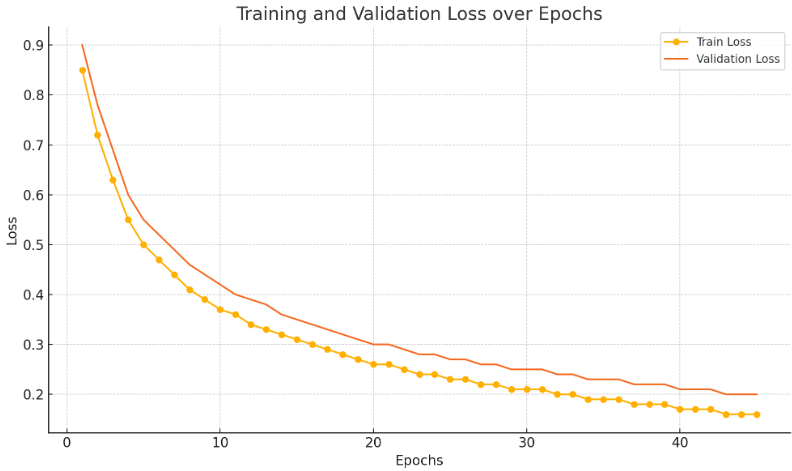 Training and Validation Loss over Epochs
Train Loss
Validation Loss
0.9
0.8
0.7
0.6
0.5
0.4
0.3
0.2
Loss
0 10 20 30 40
Epochs